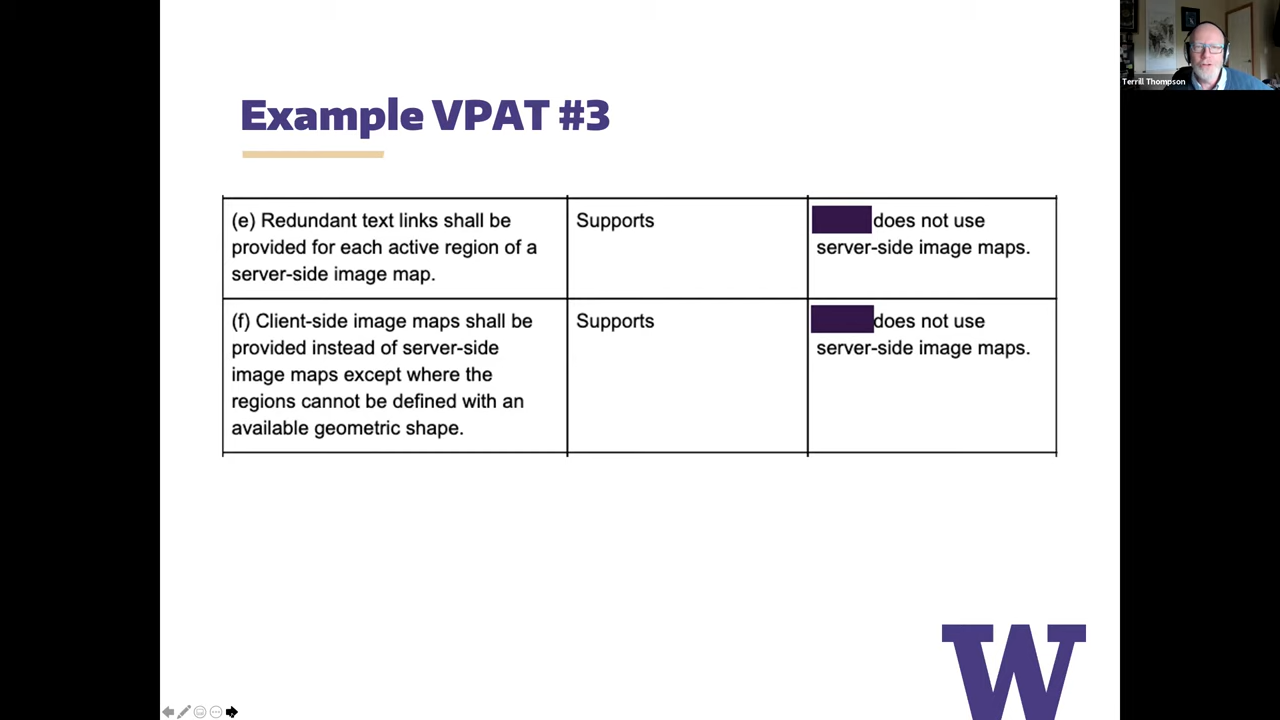 Terrill Thompson
Example VPAT #3
(e) Redundant text links shall be
provided for each active region of a
server-side image map.
Supports
does not use
server-side image maps.
(f) Client-side image maps shall be
provided instead of server-side
image maps except where the
regions cannot be defined with an
available geometric shape.
Supports
does not use
server-side image maps.
W